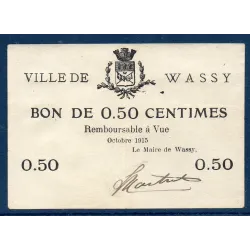 VILLE DE WASSY
BON DE 0.50 CENTIMES
Remboursable à Vue
Octobre 1915
Le Maire de Wassy,
0.50 0.50